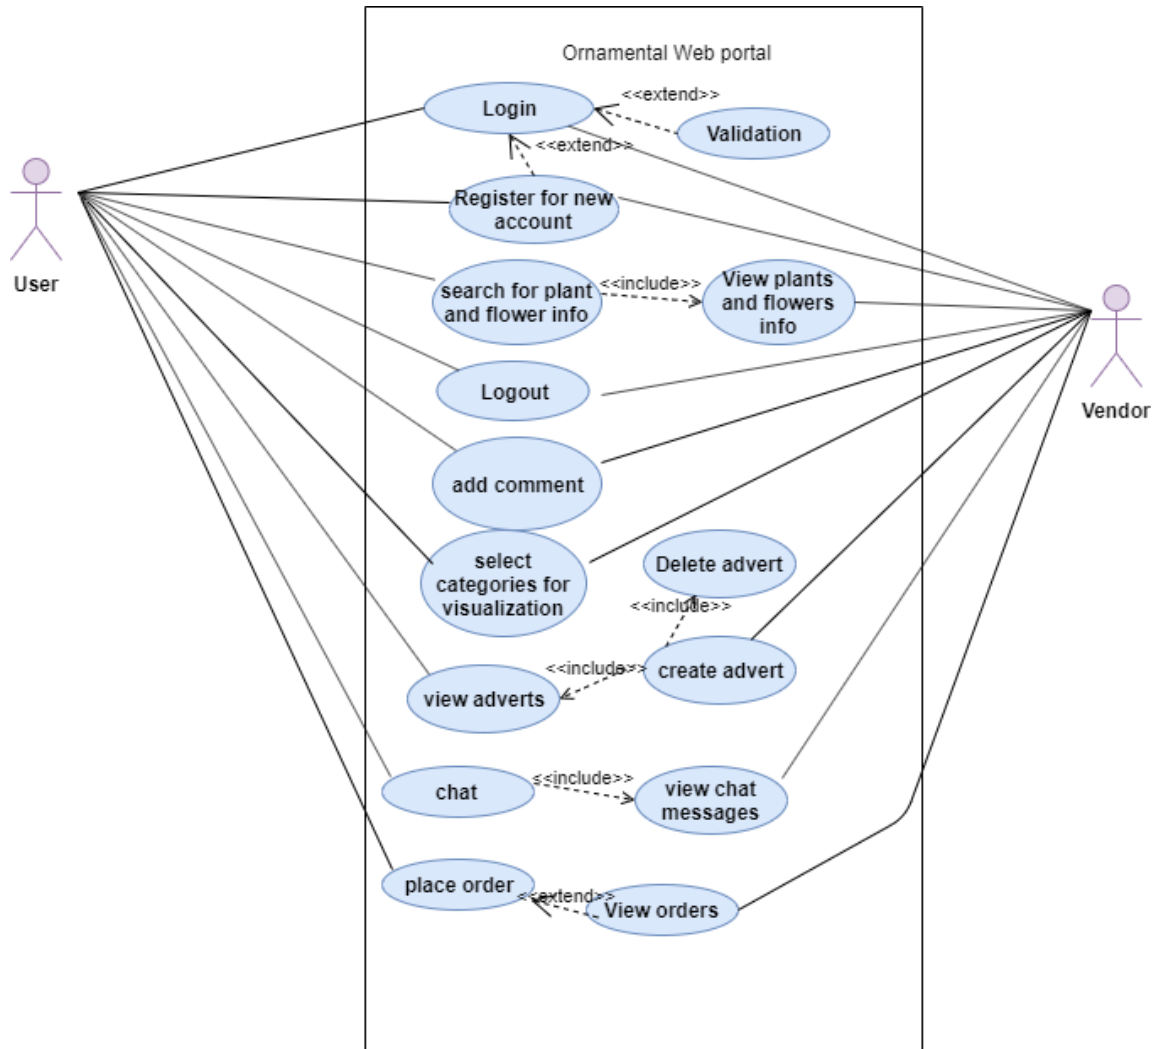 Ornamental Web portal
Login
<<extend>>
Validation
<<extend>>
Register for new
account
User
search for plant
and flower info
<<include>>
View plants
and flowers
info
Logout
Vendor
add comment
select
categories for
visualization
Delete advert
<<include>>
<<include>>
create advert
view adverts
chat
<<include>>
view chat
messages
place order
<<extend>>
View orders